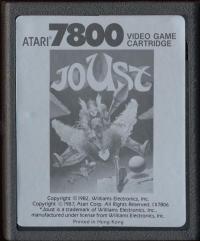 ATARI 7800 VIDEO GAME
CARTRIDGE
JOUST
Copyright © 1982, Williams Electronics, Inc.
Copyright © 1987, Atari Corp. All Rights Reserved. CX7806
"Joust is a trademark of Williams Electronics, Inc.,
manufactured under license from Williams Electronics, Inc.
Printed in Hong Kong